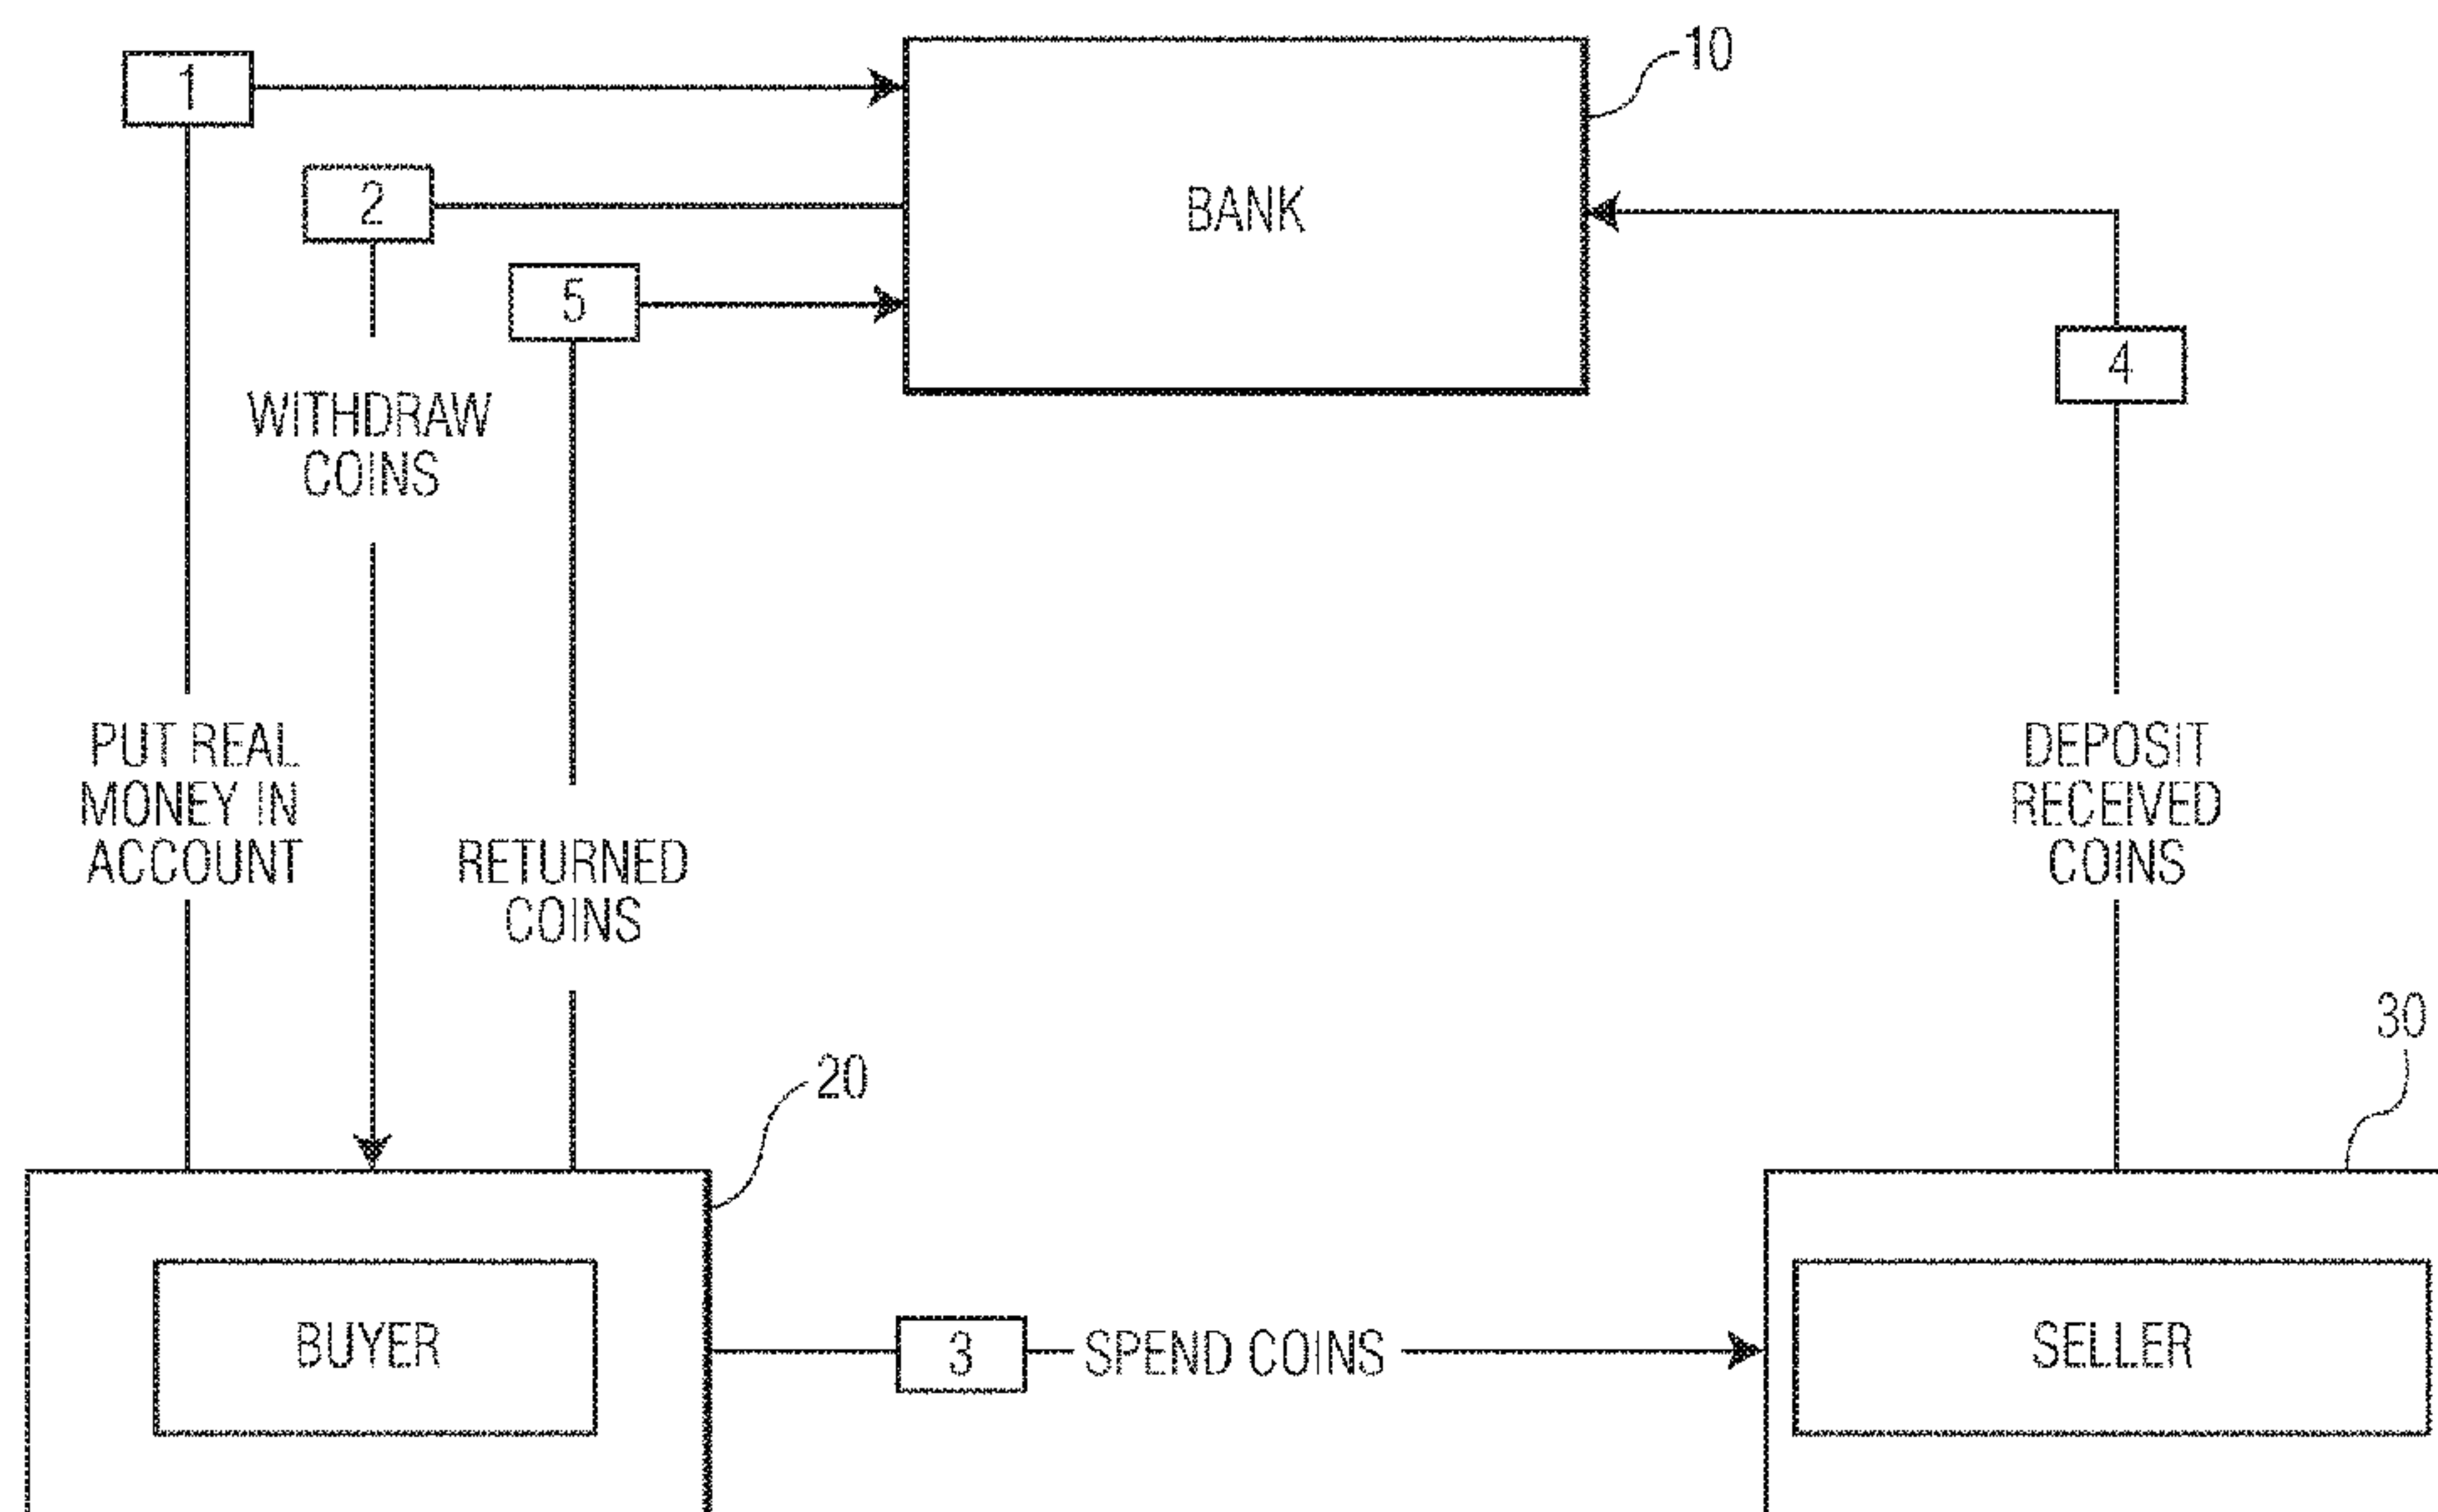 1
10
2
BANK
5
4
WITHDRAW
COINS
PUT REAL
MONEY IN
ACCOUNT
RETURNED
COINS
DEPOSIT
RECEIVED
COINS
20
30
BUYER
3
SPEND COINS
SELLER